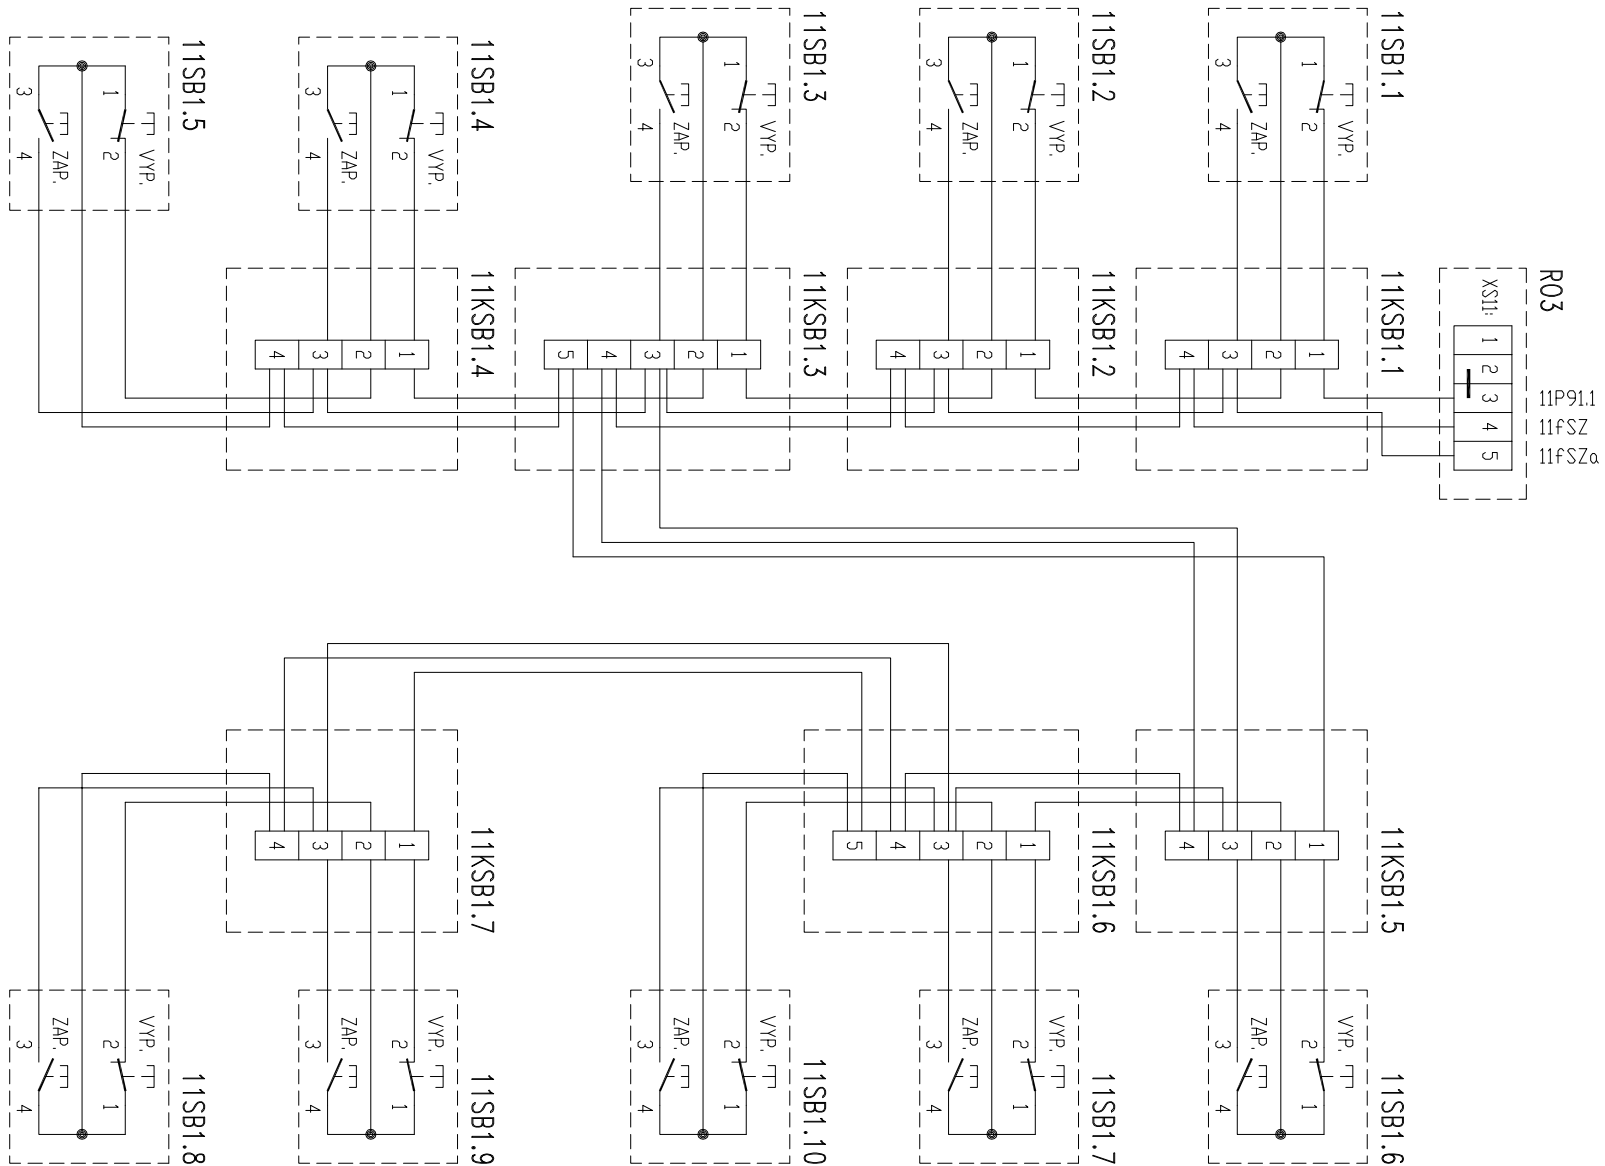 11SB1.5
1
2
3
4
VYP.
ZAP.
11SB1.4
1
2
3
4
VYP.
ZAP.
11SB1.3
1
2
3
4
VYP.
ZAP.
11SB1.2
1
2
3
4
VYP.
ZAP.
11SB1.1
1
2
3
4
VYP.
ZAP.
11KSB1.4
4 3 2 1
11KSB1.3
5 4 3 2 1
11KSB1.2
4 3 2 1
11KSB1.1
4 3 2 1
R03
XS11:
1
2
3
4
5
11P91.1
11fSZ
11fSZa
11KSB1.7
4 3 2 1
11KSB1.6
5 4 3 2 1
11KSB1.5
4 3 2 1
11SB1.8
VYP.
ZAP.
2
1
3
4
11SB1.9
VYP.
ZAP.
2
1
3
4
11SB1.10
VYP.
ZAP.
2
1
3
4
11SB1.7
VYP.
ZAP.
2
1
3
4
11SB1.6
VYP.
ZAP.
2
1
3
4